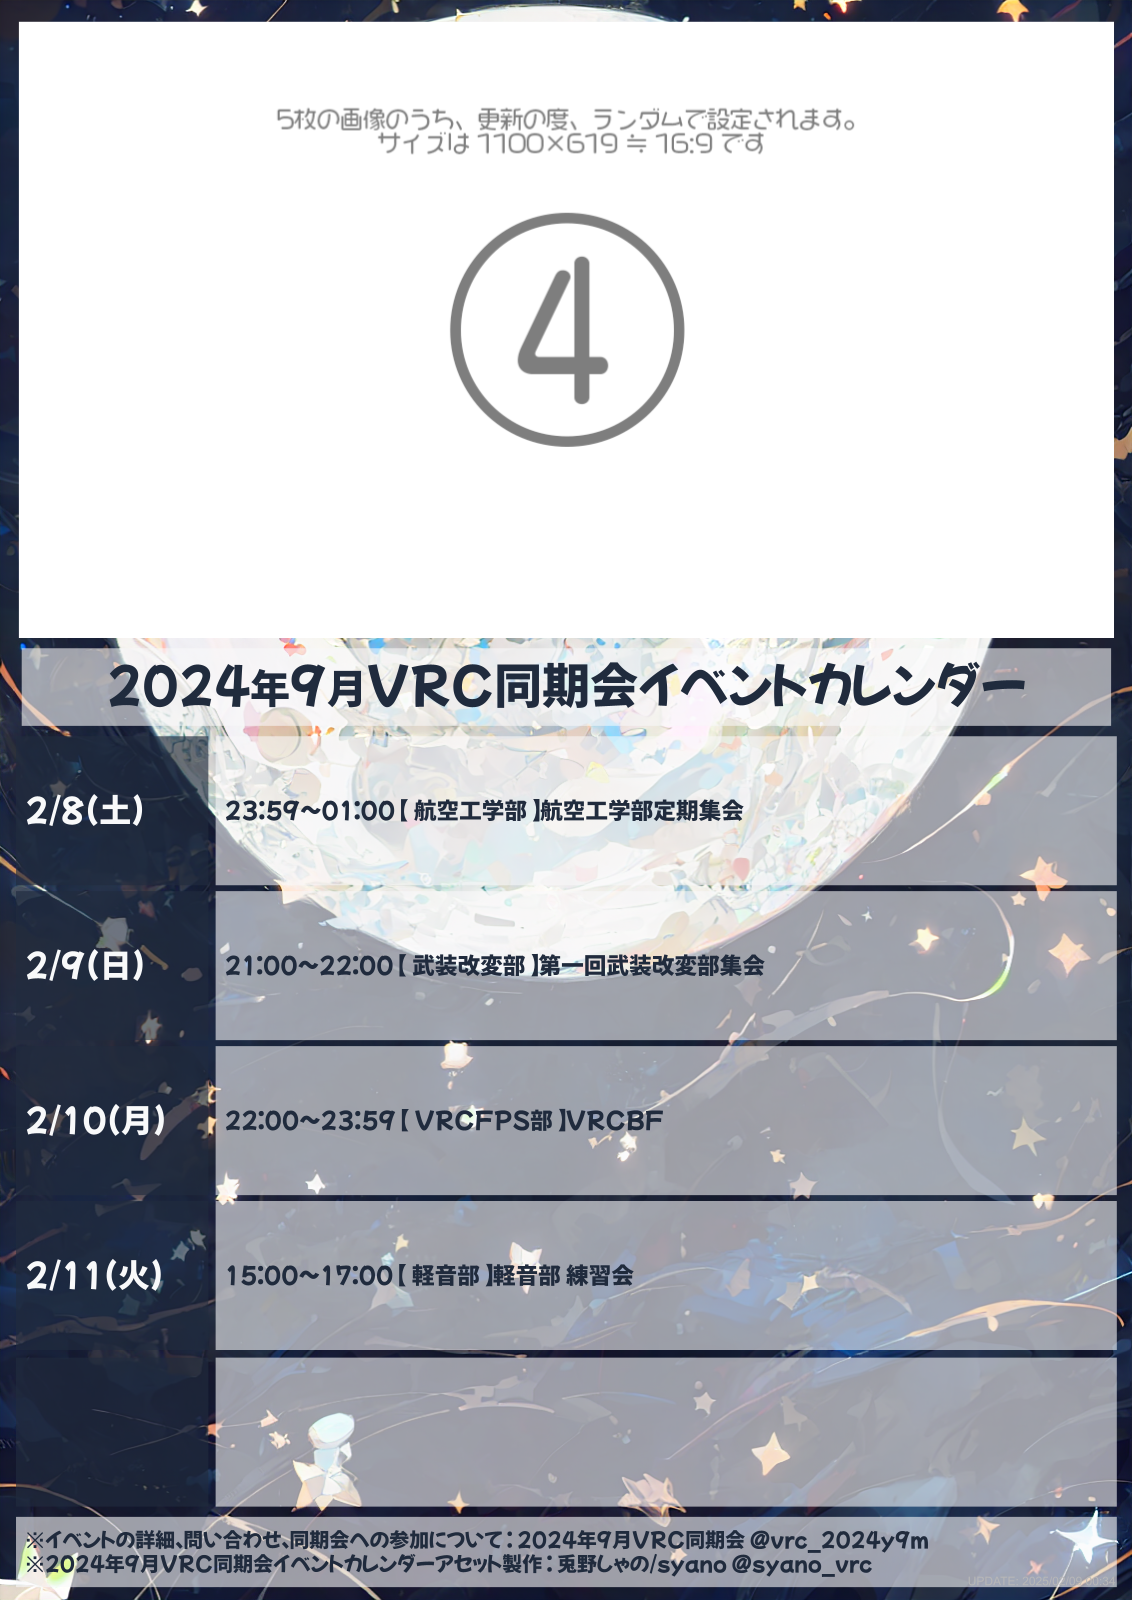 5枚の画像のうち、更新の度、ランダムで設定されます。
サイズは 1100×619 ≒ 16:9 です
4
2024年9月VRC同期会イベントカレンダー
2/8(土)
23:59〜01:00【 航空工学部 】航空工学部定期集会
2/9(日)
21:00〜22:00【 武装改変部 】第一回武装改変部集会
2/10(月)
22:00〜23:59【 VRCFPS部 】VRCBF
2/11(火)
15:00〜17:00【 軽音部 】軽音部 練習会
※イベントの詳細、問い合わせ、同期会への参加について：2024年9月VRC同期会 @vrc_2024y9m
※2024年9月VRC同期会イベントカレンダーアセット製作：兎野しゃの/syano @syano_vrc
UPDATE: